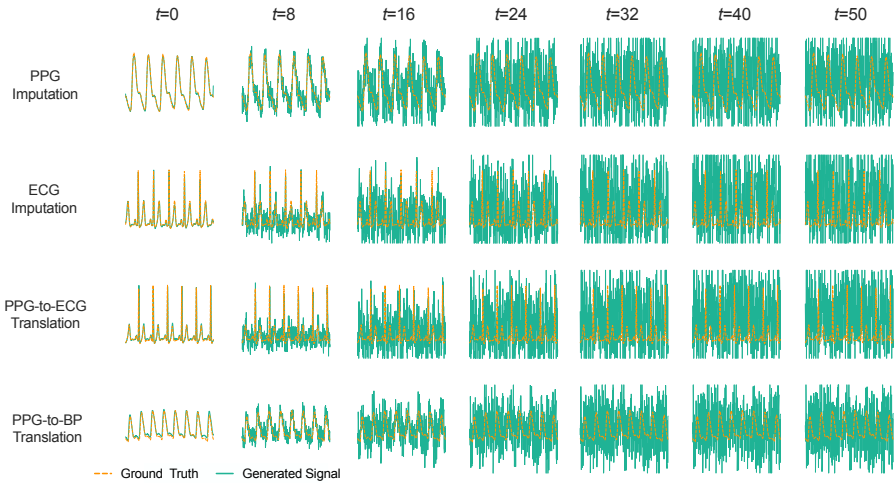 t=0 t=8 t=16 t=24 t=32 t=40 t=50
PPG
Imputation
ECG
Imputation
PPG-to-ECG
Translation
PPG-to-BP
Translation
Ground Truth Generated Signal